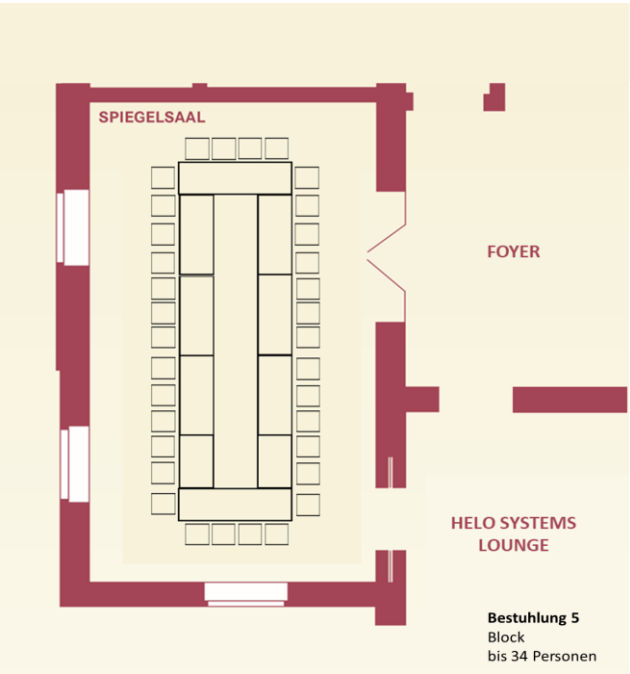 SPIEGELSAAL
FOYER
HELO SYSTEMS
LOUNGE
Bestuhlung 5
Block
bis 34 Personen